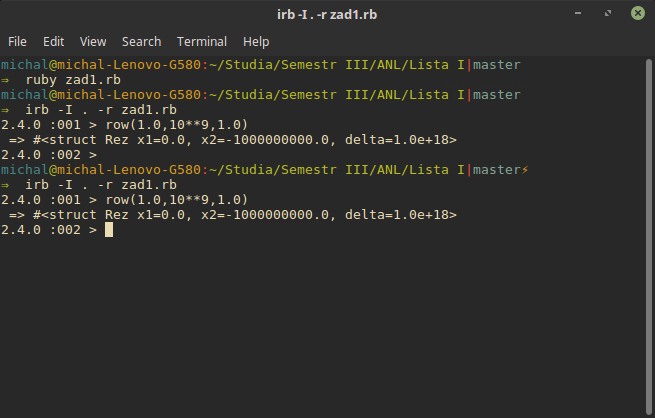 irb -I . -r zad1.rb
File Edit View Search Terminal Help
michal@michal-Lenovo-G580:~/Studia/Semestr III/ANL/Lista I|master
⇒ ruby zad1.rb
michal@michal-Lenovo-G580:~/Studia/Semestr III/ANL/Lista I|master
⇒ irb -I . -r zad1.rb
2.4.0 :001 > row(1.0,10**9,1.0)
=> #<struct Rez x1=0.0, x2=-1000000000.0, delta=1.0e+18>
2.4.0 :002 >
michal@michal-Lenovo-G580:~/Studia/Semestr III/ANL/Lista I|master⚡
⇒ irb -I . -r zad1.rb
2.4.0 :001 > row(1.0,10**9,1.0)
=> #<struct Rez x1=0.0, x2=-1000000000.0, delta=1.0e+18>
2.4.0 :002 >